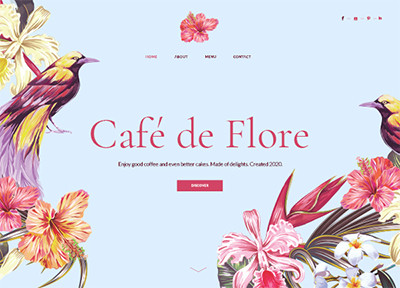 HOME ABOUT MENU CONTACT
Café de Flore
Enjoy good coffee and even better cakes. Made of delights. Created 2020.
DISCOVER